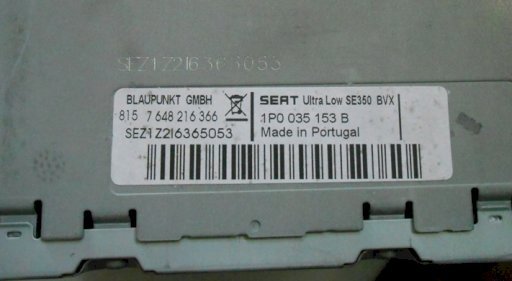 SEZ1Z2I6365053
BLAUPUNKT GMBH
815 7 648 216 366
SEZ1Z2I6365053
SEAT Ultra Low SE350 BVX
1P0 035 153 B
Made in Portugal